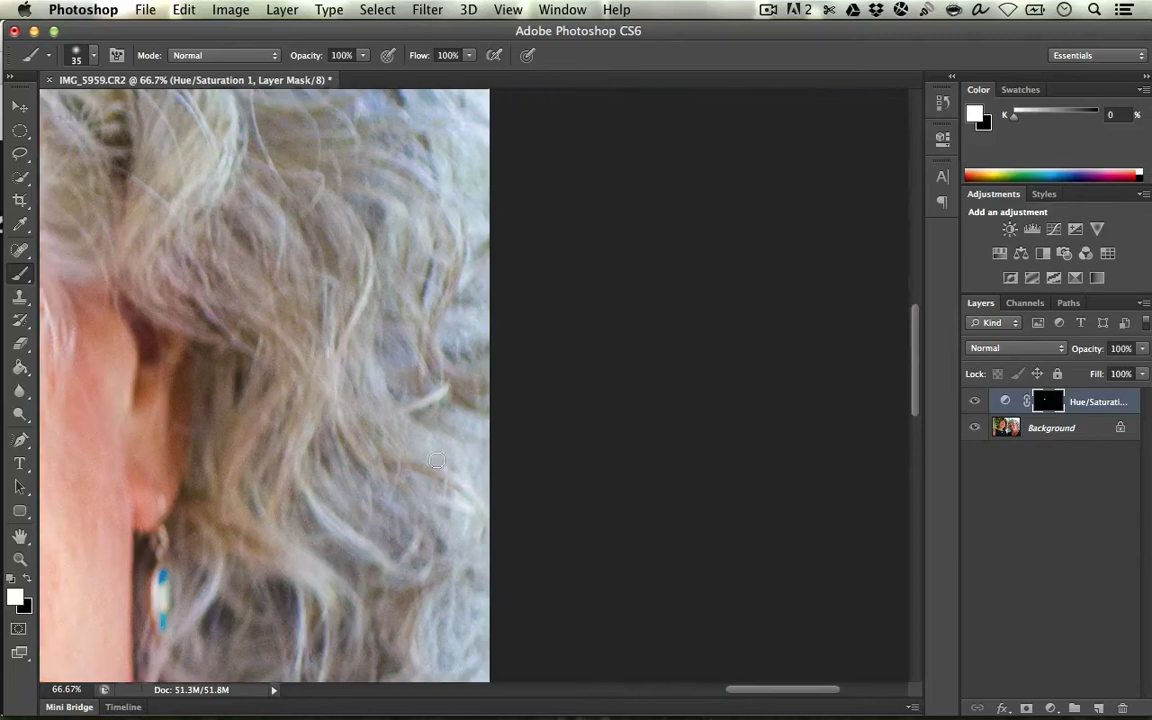 Photoshop File Edit Image Layer Type Select Filter 3D View Window Help 2
Adobe Photoshop CS6
35 Mode: Normal Opacity: 100% Flow: 100% Essentials
× IMG_5959.CR2 @ 66.7% (Hue/Saturation 1, Layer Mask/8) *
Color Swatches
K 0 %
Adjustments Styles
Add an adjustment
Layers Channels Paths
Kind
Normal Opacity: 100%
Lock: Fill: 100%
Hue/Saturati...
Background
66.67% Doc: 51.3M/51.8M
Mini Bridge Timeline